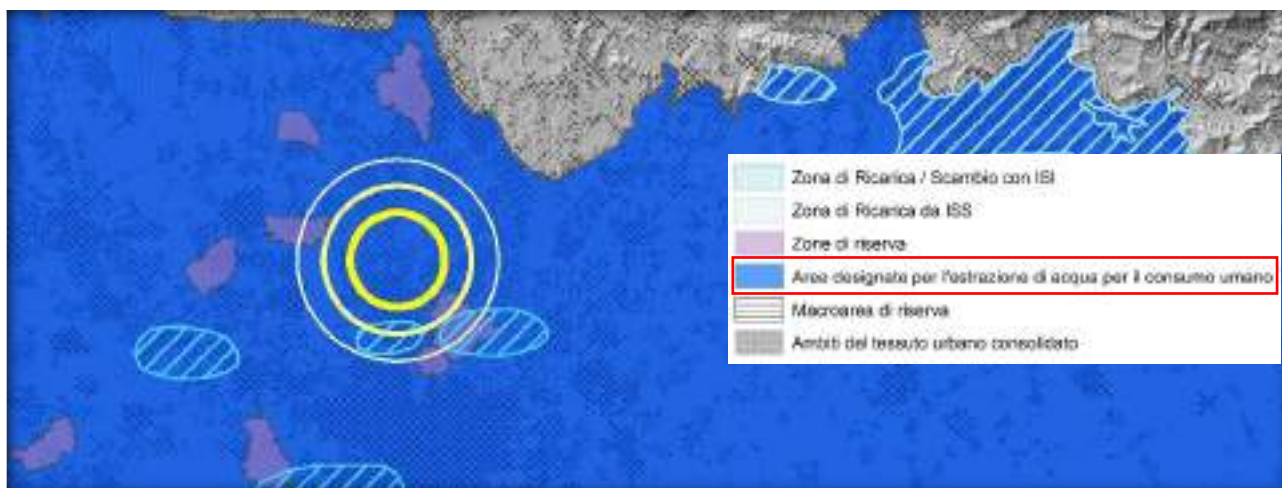 Zona di Ricarica / Scambio con ISI
Zona di Ricarica da ISS
Zone di riserva
Aree designate per l'estrazione di acqua per il consumo umano
Macroarea di riserva
Ambiti del tessuto urbano consolidato